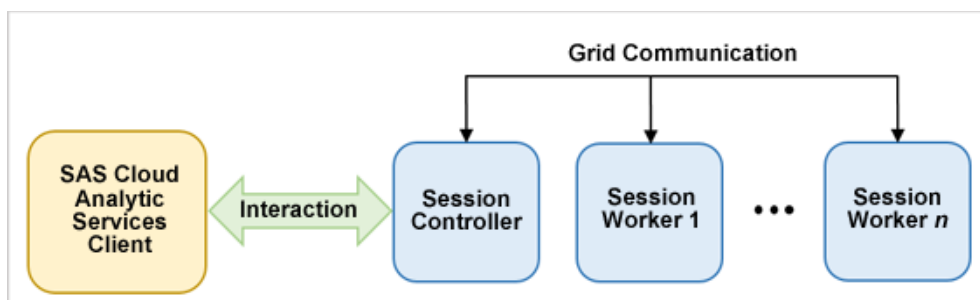 Grid Communication
SAS Cloud
Analytic
Services
Client
Interaction
Session
Controller
Session
Worker 1
•••
Session
Worker n